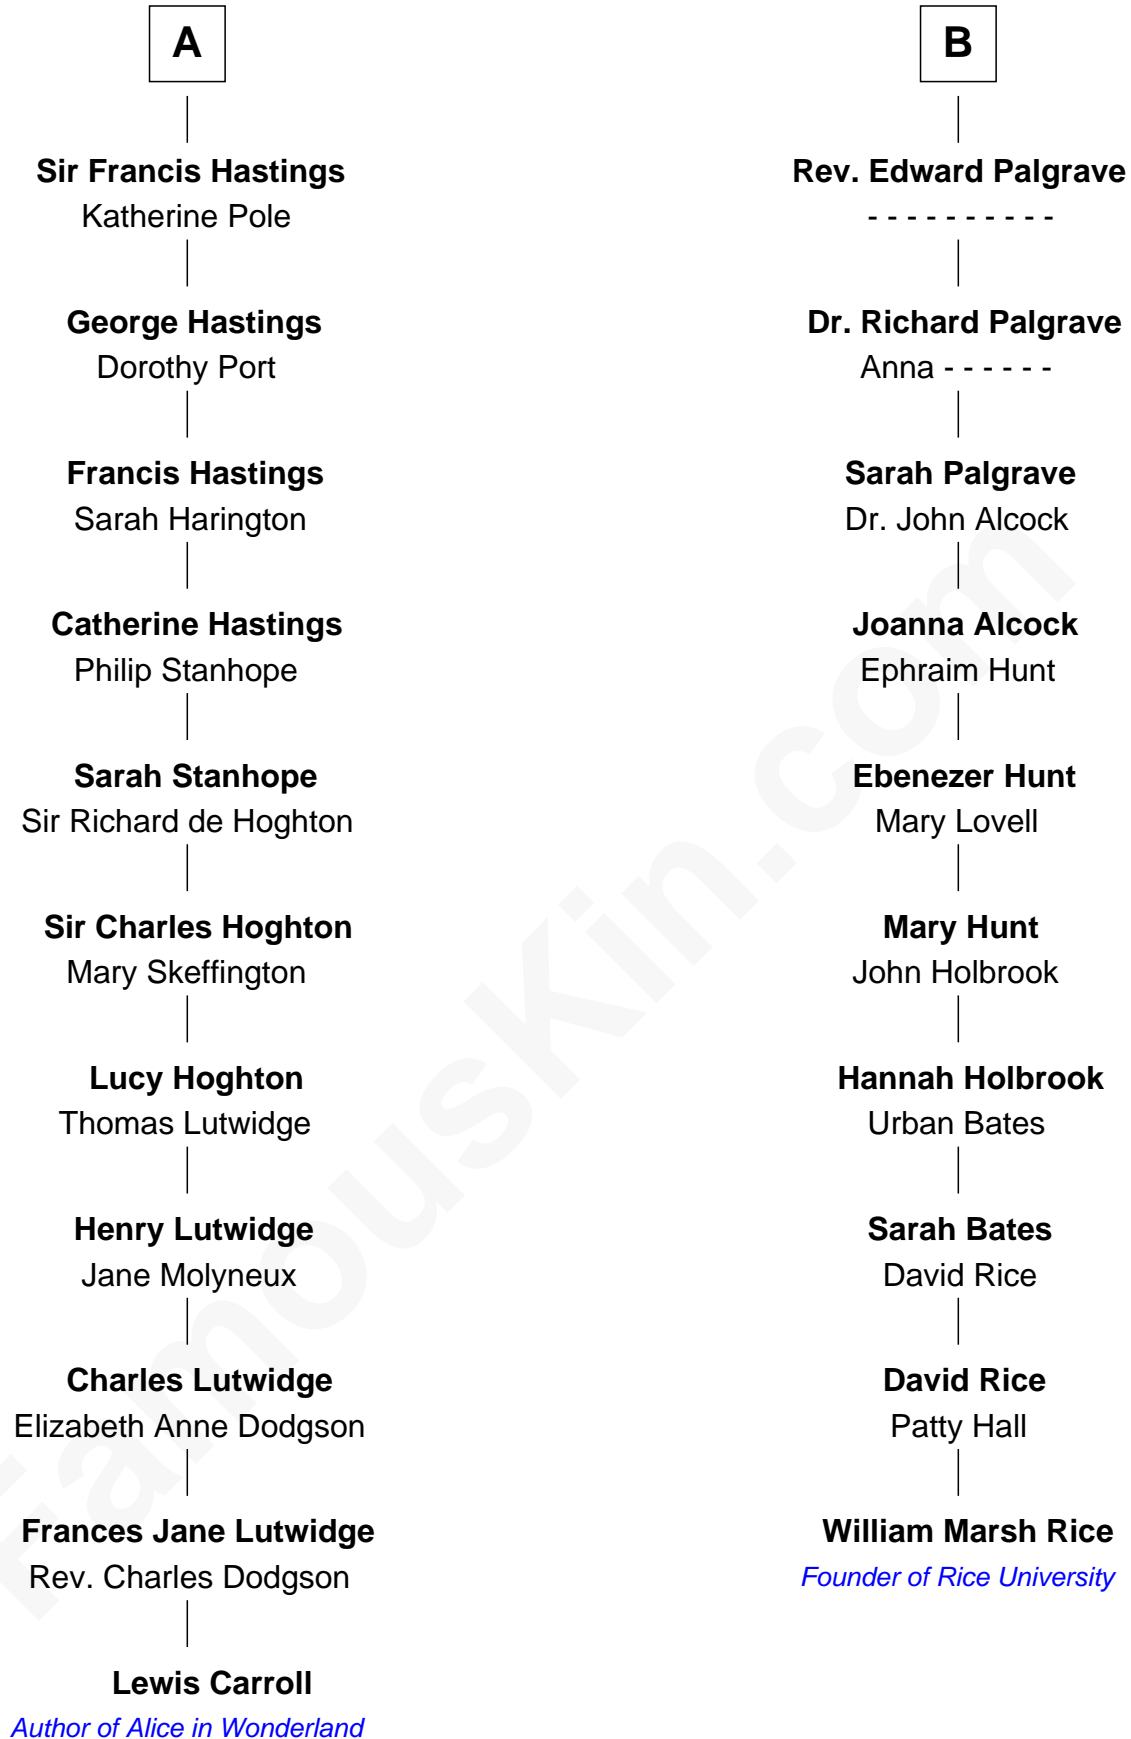 A
Sir Francis Hastings
Katherine Pole
George Hastings
Dorothy Port
Francis Hastings
Sarah Harington
Catherine Hastings
Philip Stanhope
Sarah Stanhope
Sir Richard de Hoghton
Sir Charles Hoghton
Mary Skeffington
Lucy Hoghton
Thomas Lutwidge
Henry Lutwidge
Jane Molyneux
Charles Lutwidge
Elizabeth Anne Dodgson
Frances Jane Lutwidge
Rev. Charles Dodgson
Lewis Carroll
Author of Alice in Wonderland
B
Rev. Edward Palgrave
- - - - - - - - - -
Dr. Richard Palgrave
Anna - - - - - -
Sarah Palgrave
Dr. John Alcock
Joanna Alcock
Ephraim Hunt
Ebenezer Hunt
Mary Lovell
Mary Hunt
John Holbrook
Hannah Holbrook
Urban Bates
Sarah Bates
David Rice
David Rice
Patty Hall
William Marsh Rice
Founder of Rice University
FamousKin.com